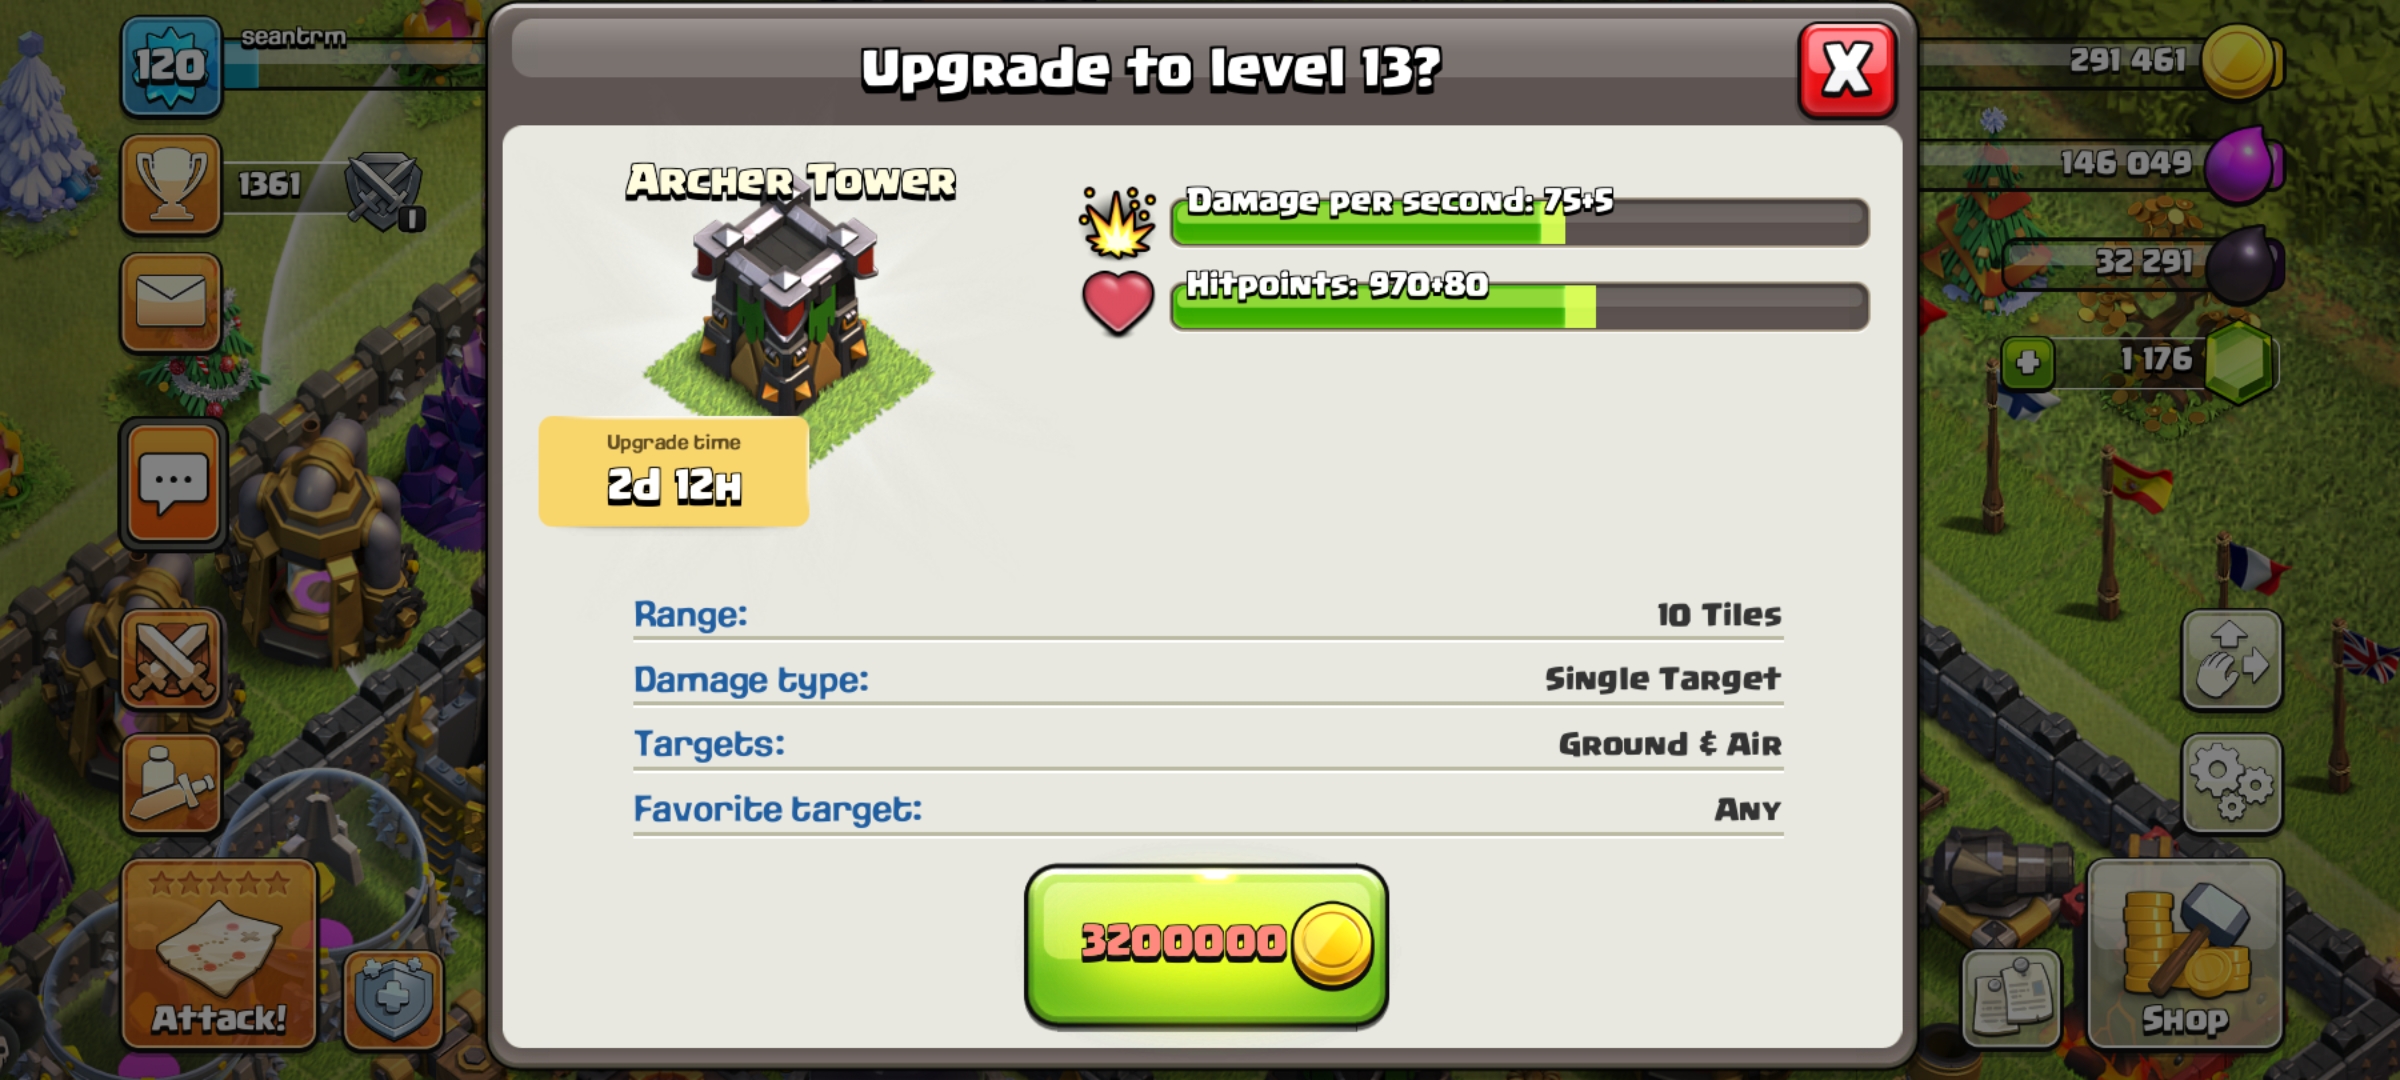 120
seantrm
1361
I
Upgrade to level 13?
X
291 461
146 049
32 291
1 176
Archer Tower
Damage per second: 75+5
Hitpoints: 970+80
Upgrade time
2d 12H
Range: 10 Tiles
Damage type: Single Target
Targets: Ground & Air
Favorite target: Any
3200000
Attack!
Shop